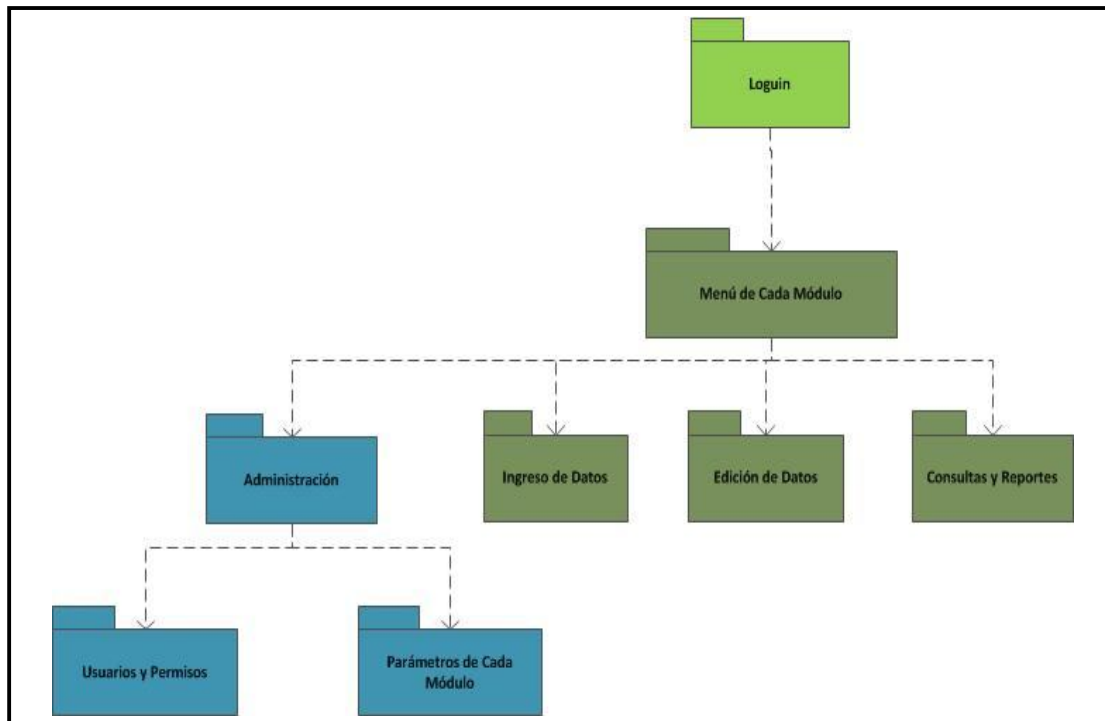 Loguin
Menú de Cada Módulo
Administración
Ingreso de Datos
Edición de Datos
Consultas y Reportes
Usuarios y Permisos
Parámetros de Cada
Módulo